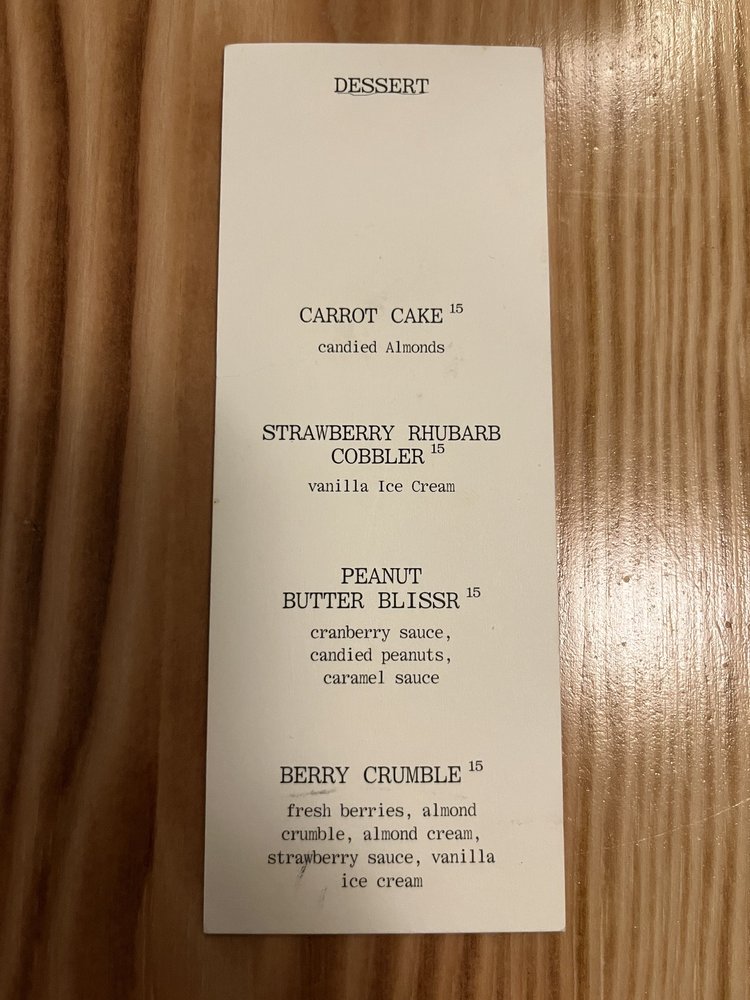 DESSERT
CARROT CAKE 15
candied Almonds
STRAWBERRY RHUBARB
COBBLER 15
vanilla Ice Cream
PEANUT
BUTTER BLISSR 15
cranberry sauce,
candied peanuts,
caramel sauce
BERRY CRUMBLE 15
fresh berries, almond
crumble, almond cream,
strawberry sauce, vanilla
ice cream